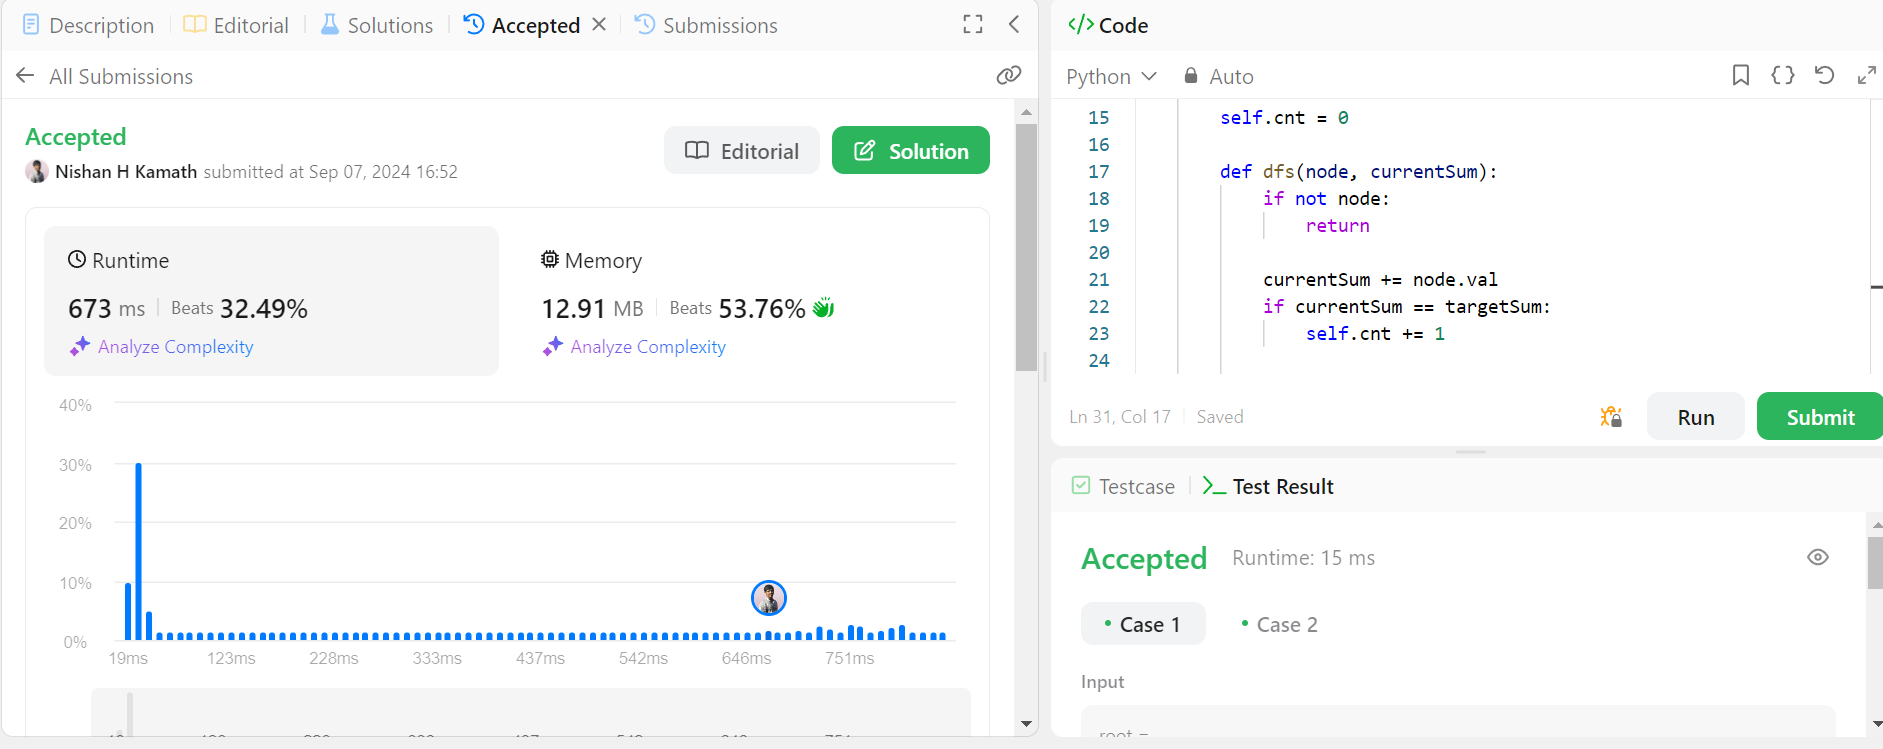 Description Editorial Solutions Accepted Submissions
All Submissions
Accepted
Nishan H Kamath submitted at Sep 07, 2024 16:52
Editorial Solution
Runtime
673 ms Beats 32.49%
Analyze Complexity
Memory
12.91 MB Beats 53.76%
Analyze Complexity
40%
30%
20%
10%
0%
19ms 123ms 228ms 333ms 437ms 542ms 646ms 751ms
</> Code
Python Auto
15 self.cnt = 0
16
17 def dfs(node, currentSum):
18 if not node:
19 return
20
21 currentSum += node.val
22 if currentSum == targetSum:
23 self.cnt += 1
24
Ln 31, Col 17 Saved
Run Submit
Testcase Test Result
Accepted Runtime: 15 ms
Case 1 Case 2
Input
root =